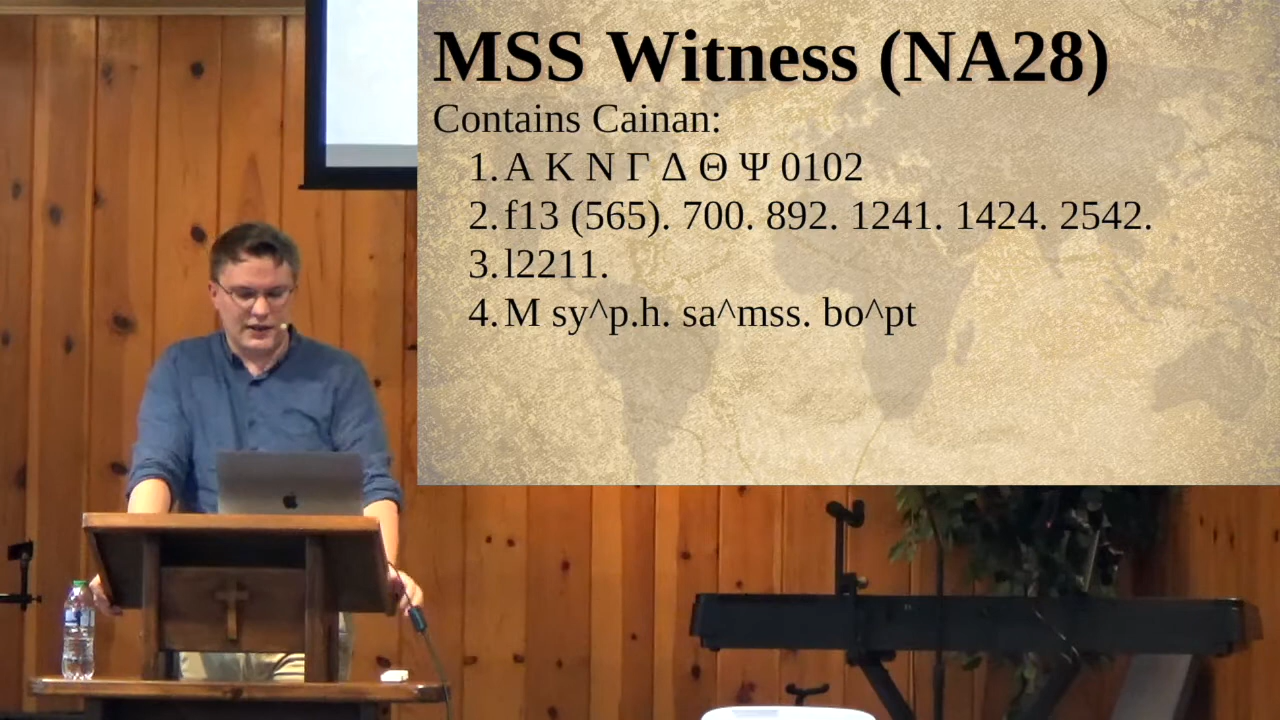 MSS Witness (NA28)
Contains Cainan:
1. A K N Γ Δ Θ Ψ 0102
2. f13 (565). 700. 892. 1241. 1424. 2542.
3. l2211.
4. M sy^p.h. sa^mss. bo^pt